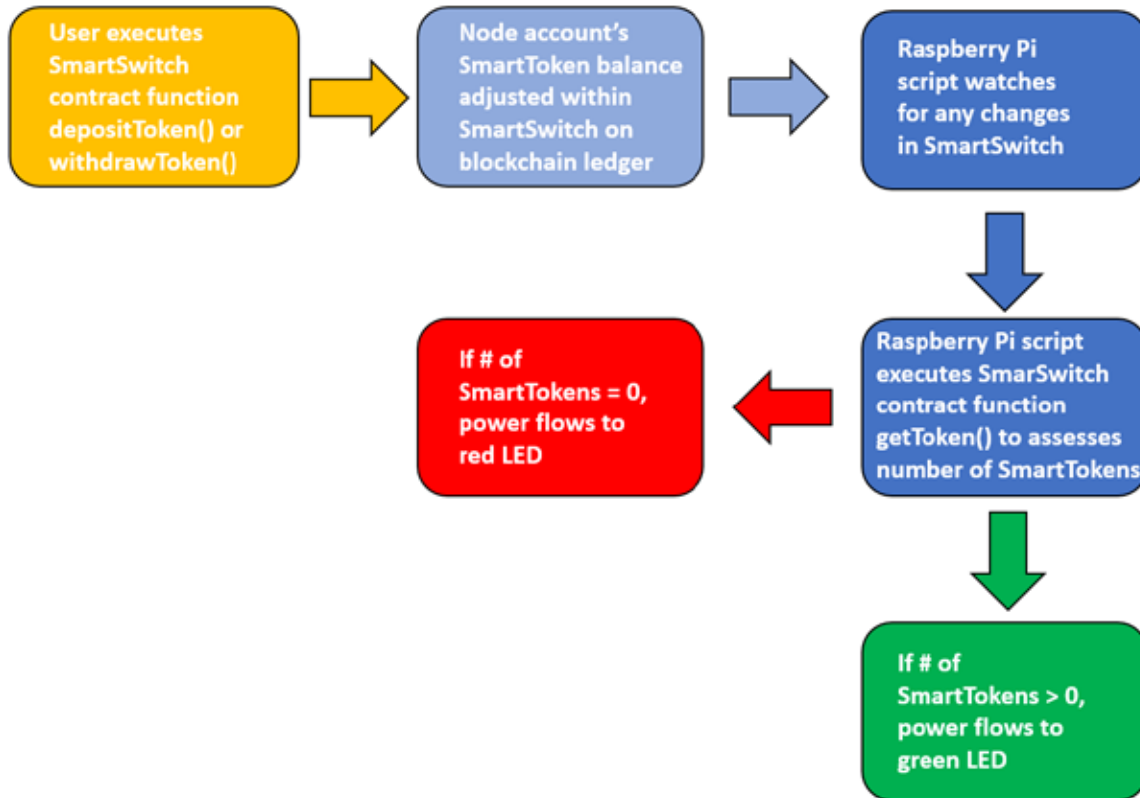 User executes
SmartSwitch
contract function
depositToken() or
withdrawToken()
Node account's
SmartToken balance
adjusted within
SmartSwitch on
blockchain ledger
Raspberry Pi
script watches
for any changes
in SmartSwitch
Raspberry Pi script
executes SmarSwitch
contract function
getToken() to assesses
number of SmartTokens
If # of
SmartTokens = 0,
power flows to
red LED
If # of
SmartTokens > 0,
power flows to
green LED